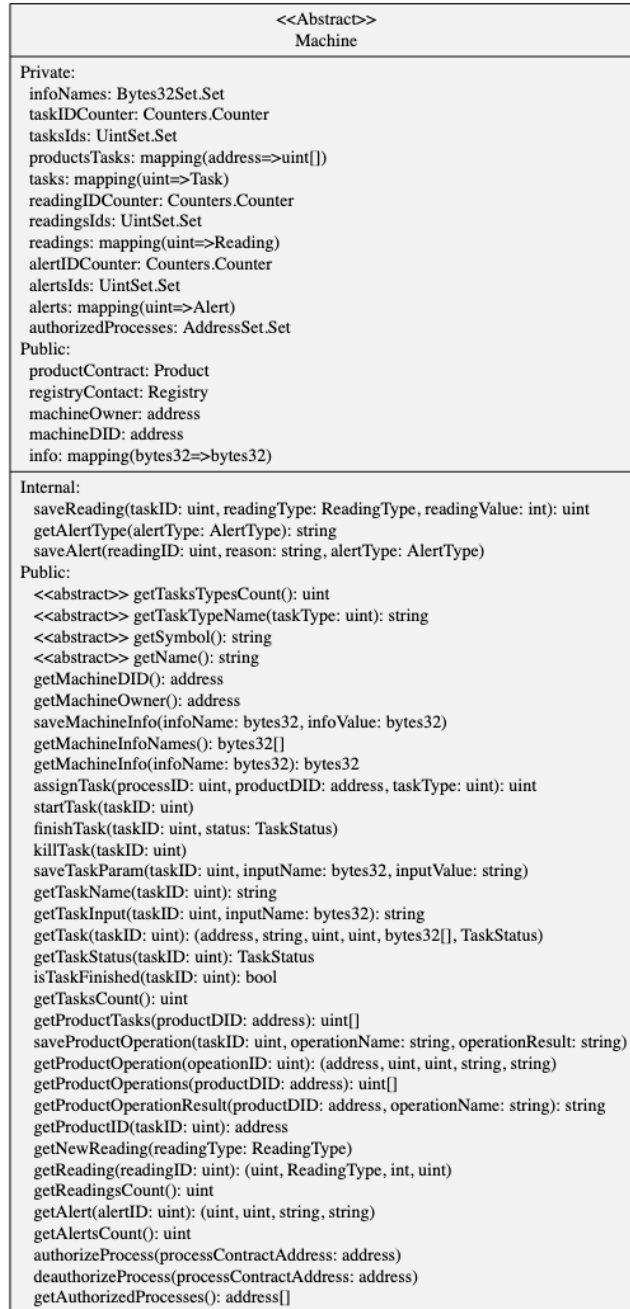 <<Abstract>>
Machine
Private:
infoNames: Bytes32Set.Set
taskIDCounter: Counters.Counter
tasksIds: UintSet.Set
productsTasks: mapping(address=>uint[])
tasks: mapping(uint=>Task)
readingIDCounter: Counters.Counter
readingsIds: UintSet.Set
readings: mapping(uint=>Reading)
alertIDCounter: Counters.Counter
alertsIds: UintSet.Set
alerts: mapping(uint=>Alert)
authorizedProcesses: AddressSet.Set
Public:
productContract: Product
registryContact: Registry
machineOwner: address
machineDID: address
info: mapping(bytes32=>bytes32)
Internal:
saveReading(taskID: uint, readingType: ReadingType, readingValue: int): uint
getAlertType(alertType: AlertType): string
saveAlert(readingID: uint, reason: string, alertType: AlertType)
Public:
<<abstract>> getTasksTypesCount(): uint
<<abstract>> getTaskTypeName(taskType: uint): string
<<abstract>> getSymbol(): string
<<abstract>> getName(): string
getMachineDID(): address
getMachineOwner(): address
saveMachineInfo(infoName: bytes32, infoValue: bytes32)
getMachineInfoNames(): bytes32[]
getMachineInfo(infoName: bytes32): bytes32
assignTask(processID: uint, productDID: address, taskType: uint): uint
startTask(taskID: uint)
finishTask(taskID: uint, status: TaskStatus)
killTask(taskID: uint)
saveTaskParam(taskID: uint, inputName: bytes32, inputValue: string)
getTaskName(taskID: uint): string
getTaskInput(taskID: uint, inputName: bytes32): string
getTask(taskID: uint): (address, string, uint, uint, bytes32[], TaskStatus)
getTaskStatus(taskID: uint): TaskStatus
isTaskFinished(taskID: uint): bool
getTasksCount(): uint
getProductTasks(productDID: address): uint[]
saveProductOperation(taskID: uint, operationName: string, operationResult: string)
getProductOperation(opeationID: uint): (address, uint, uint, string, string)
getProductOperations(productDID: address): uint[]
getProductOperationResult(productDID: address, operationName: string): string
getProductID(taskID: uint): address
getNewReading(readingType: ReadingType)
getReading(readingID: uint): (uint, ReadingType, int, uint)
getReadingsCount(): uint
getAlert(alertID: uint): (uint, uint, string, string)
getAlertsCount(): uint
authorizeProcess(processContractAddress: address)
deauthorizeProcess(processContractAddress: address)
getAuthorizedProcesses(): address[]